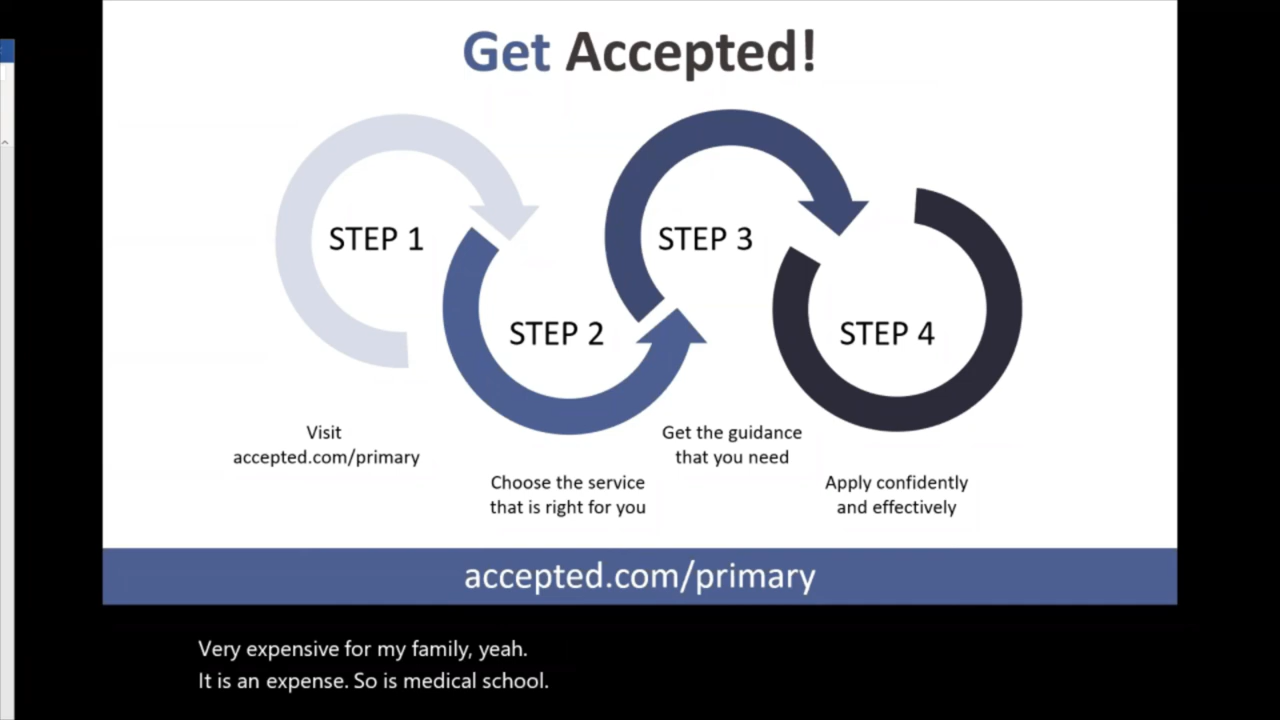 Get Accepted!
STEP 1
STEP 2
STEP 3
STEP 4
Visit
accepted.com/primary
Choose the service
that is right for you
Get the guidance
that you need
Apply confidently
and effectively
accepted.com/primary
Very expensive for my family, yeah.
It is an expense. So is medical school.